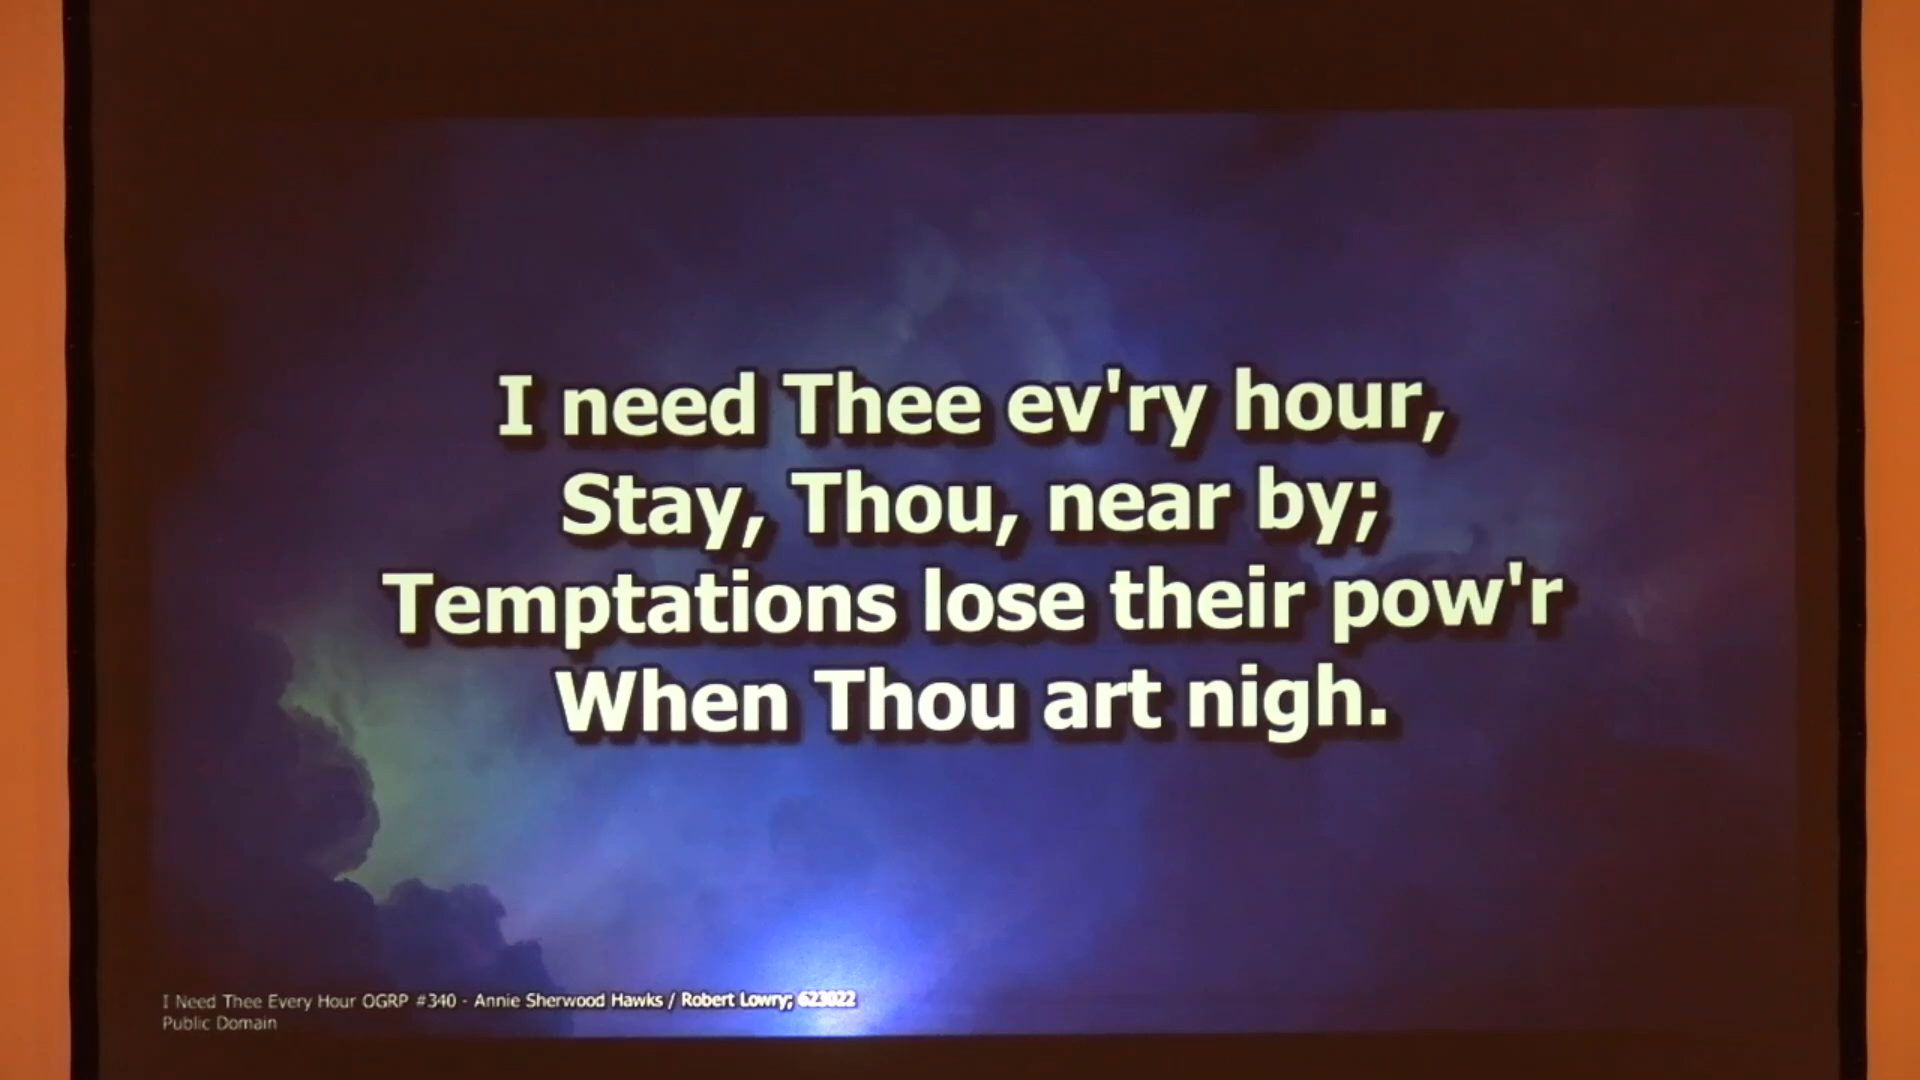 I need Thee ev'ry hour,
Stay, Thou, near by;
Temptations lose their pow'r
When Thou art nigh.
I Need Thee Every Hour OGRP #340 - Annie Sherwood Hawks / Robert Lowry; 623022
Public Domain